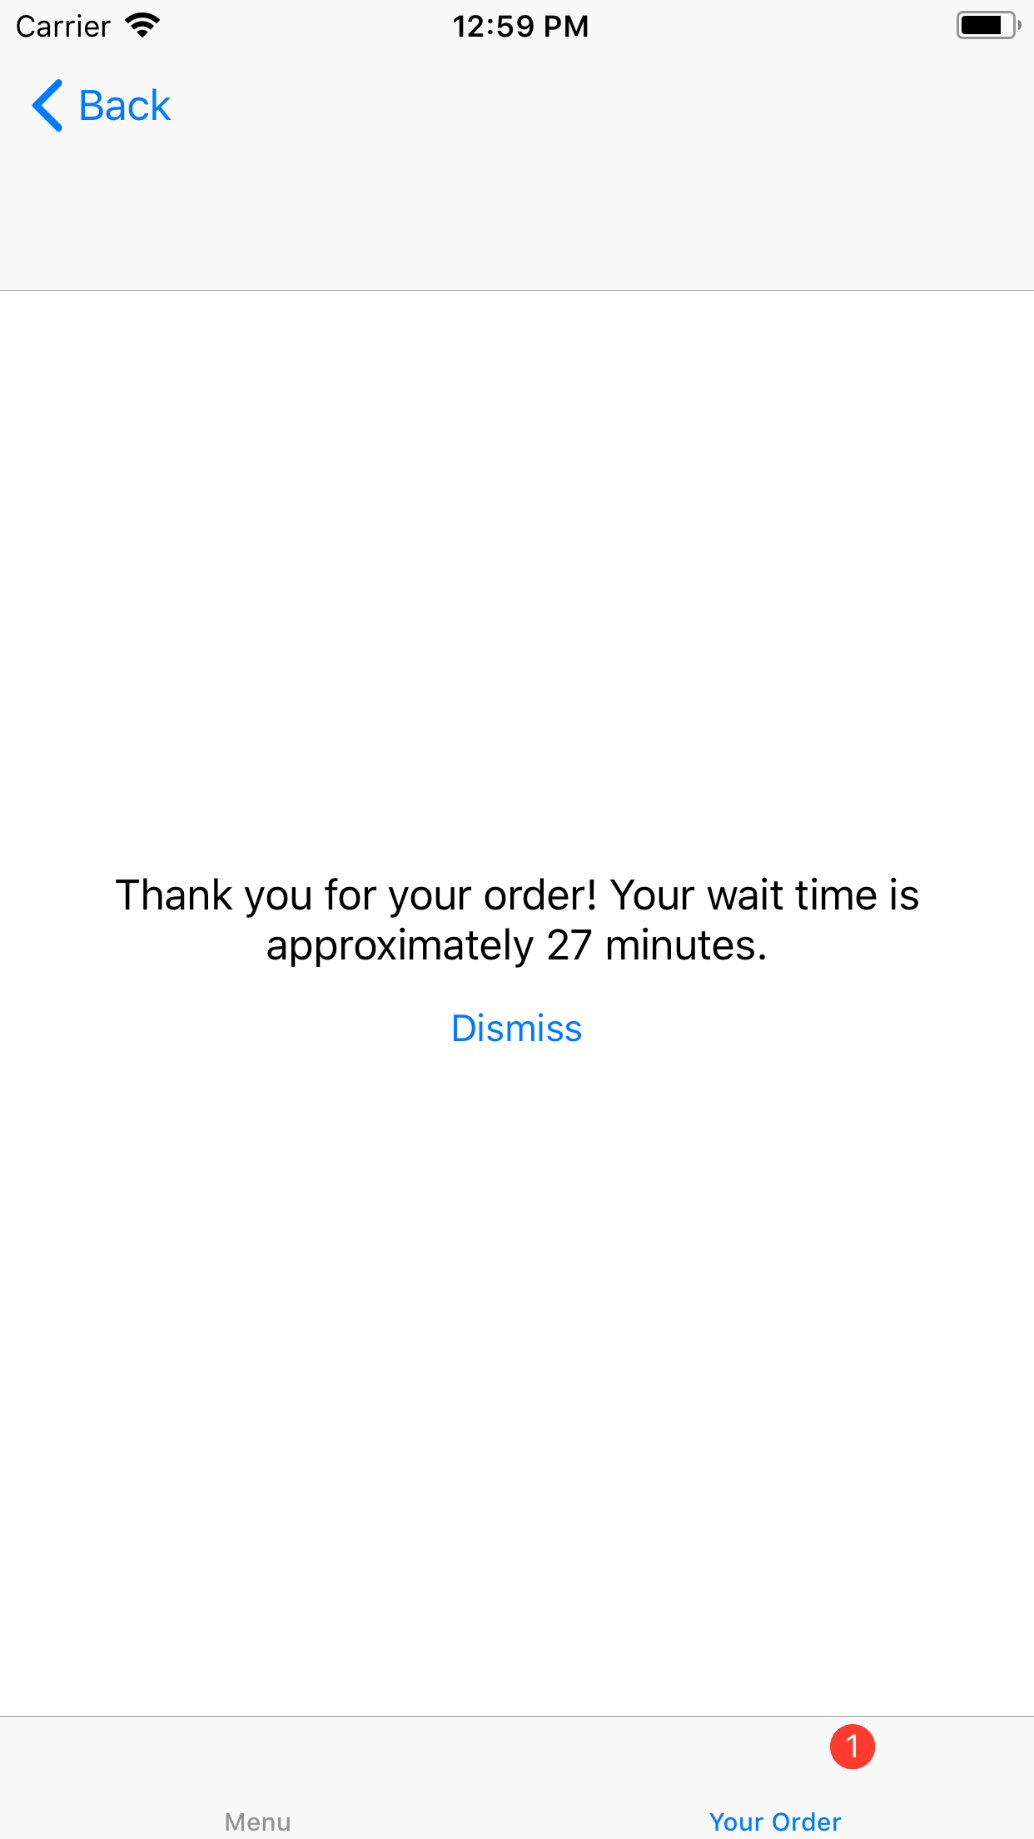 Carrier 12:59 PM
Back
Thank you for your order! Your wait time is
approximately 27 minutes.
Dismiss
1
Menu Your Order